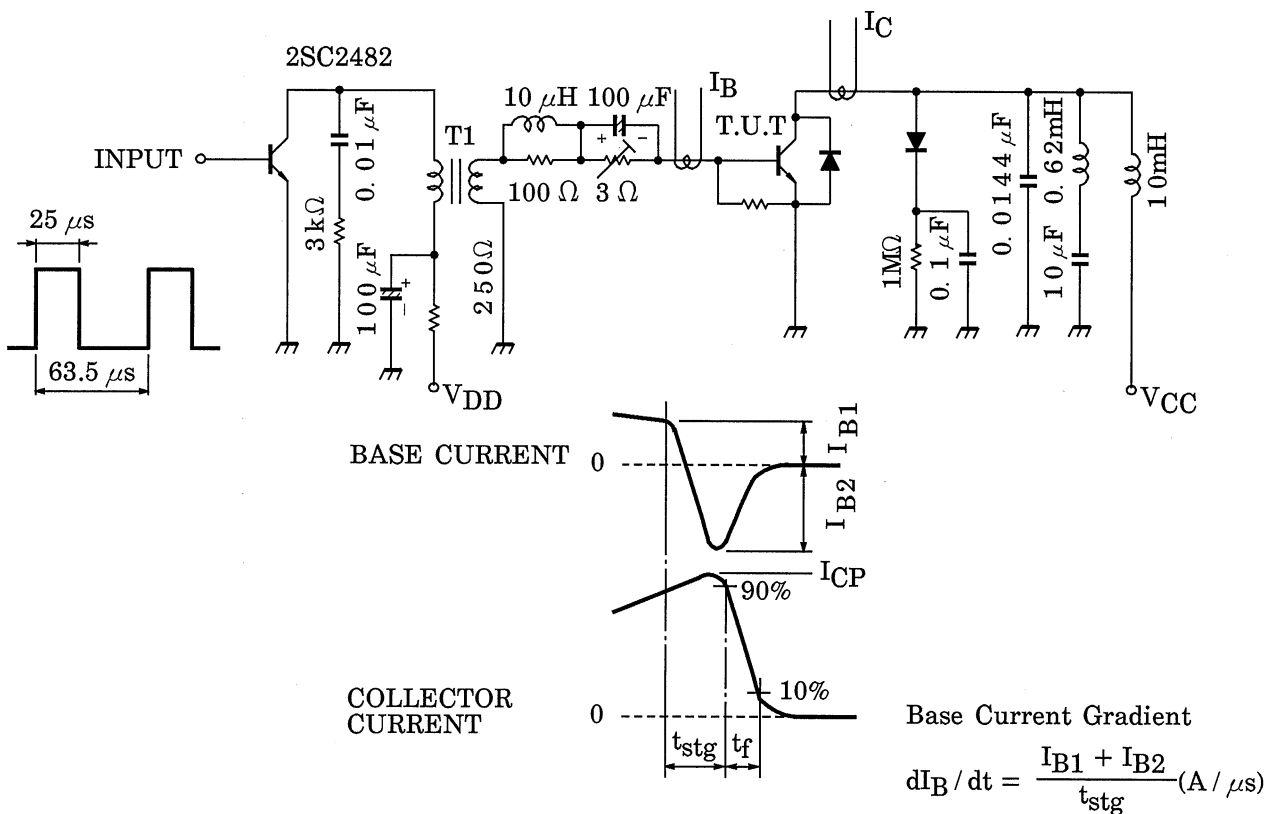 I_C
2SC2482
10 μH
100 μF
I_B
T.U.T
+
−
T1
INPUT
0.01 μF
3kΩ
100 Ω
3 Ω
25 μs
63.5 μs
100 μF
+
−
250Ω
V_DD
1MΩ
0.1 μF
0.0144 μF
0.62mH
10 μF
10mH
V_CC
BASE CURRENT
0
I_B1
I_B2
I_CP
90%
10%
COLLECTOR
CURRENT
0
t_stg
t_f
Base Current Gradient
dI_B / dt = (I_B1 + I_B2) / t_stg (A / μs)